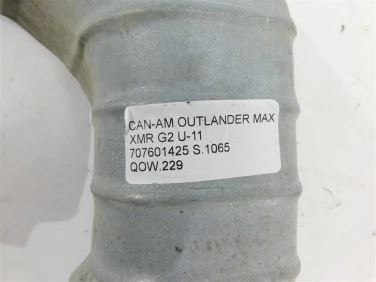 CAN-AM OUTLANDER MAX
XMR G2 U-11
707601425 S.1065
QOW.229